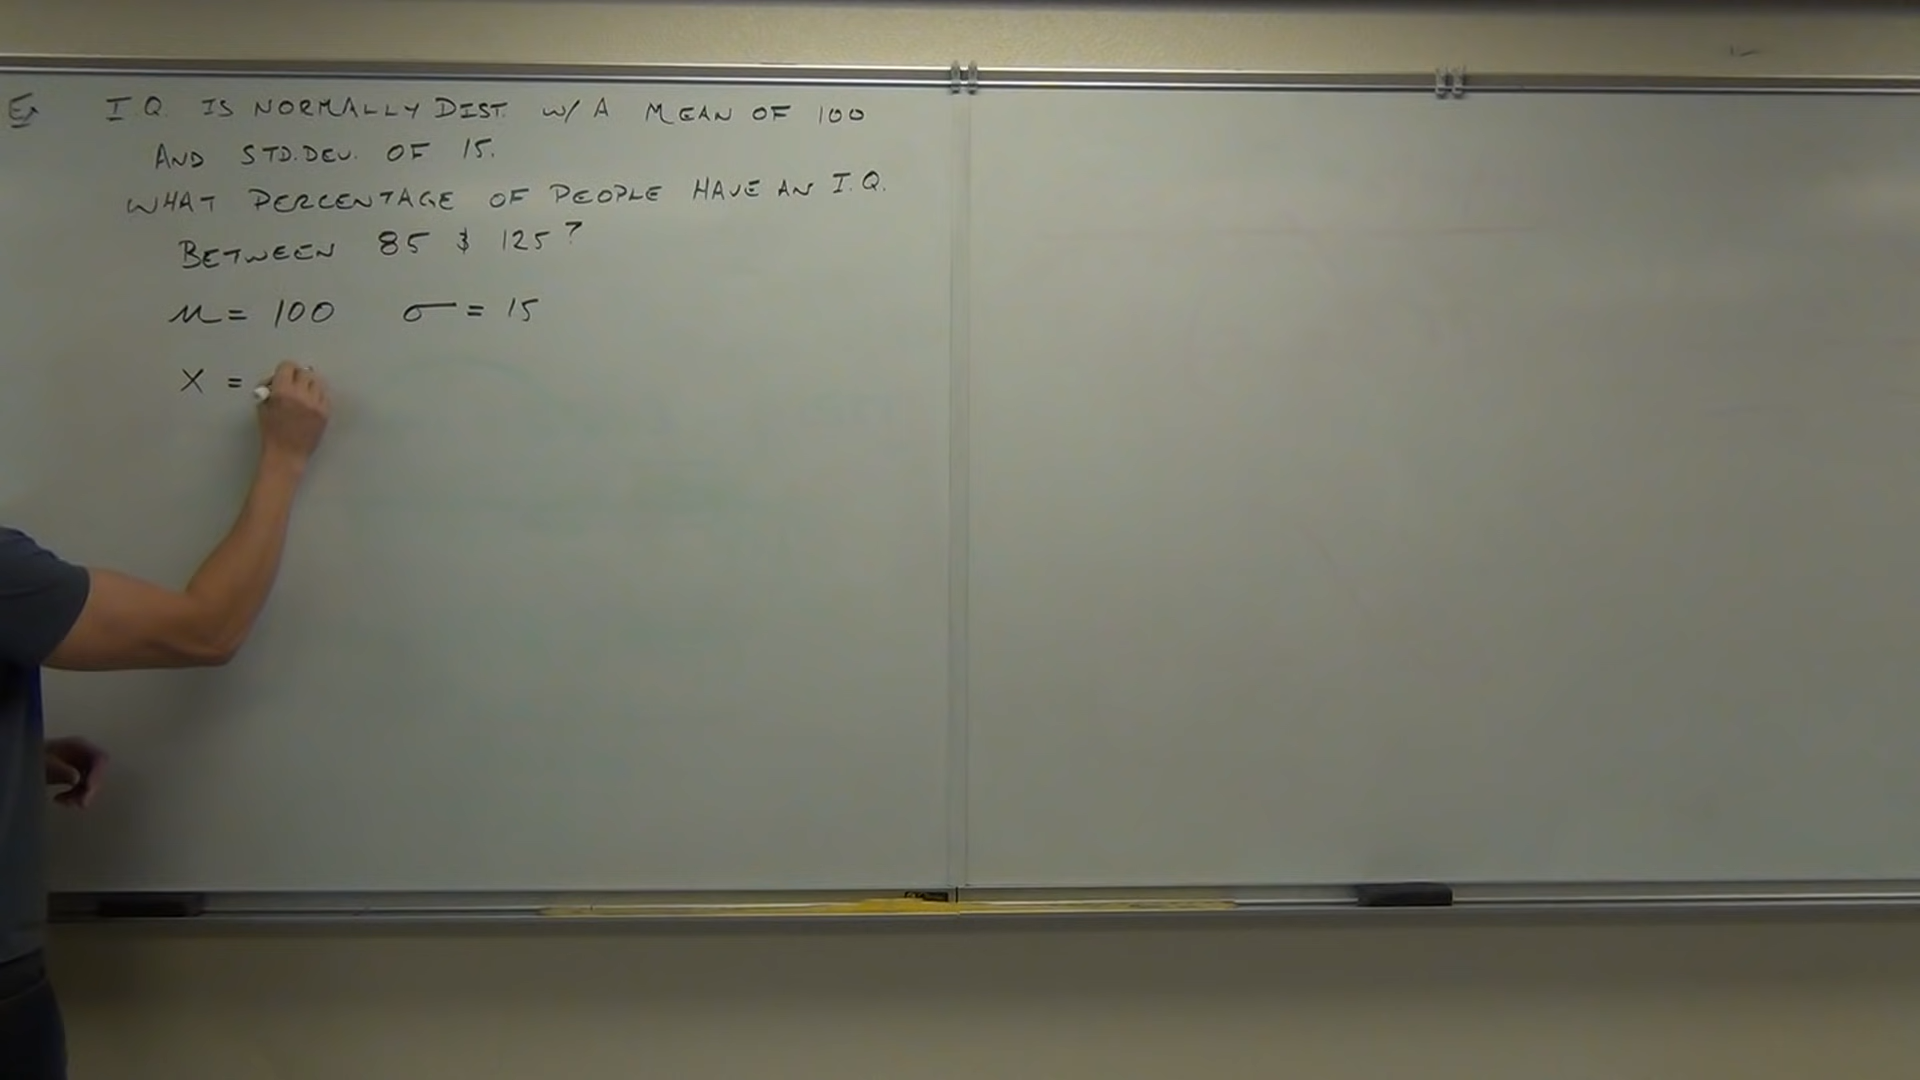 Ex I.Q. IS NORMALLY DIST. W/ A MEAN OF 100
AND STD.DEV. OF 15.
WHAT PERCENTAGE OF PEOPLE HAVE AN I.Q.
BETWEEN 85 & 125?
μ = 100 σ = 15
X =